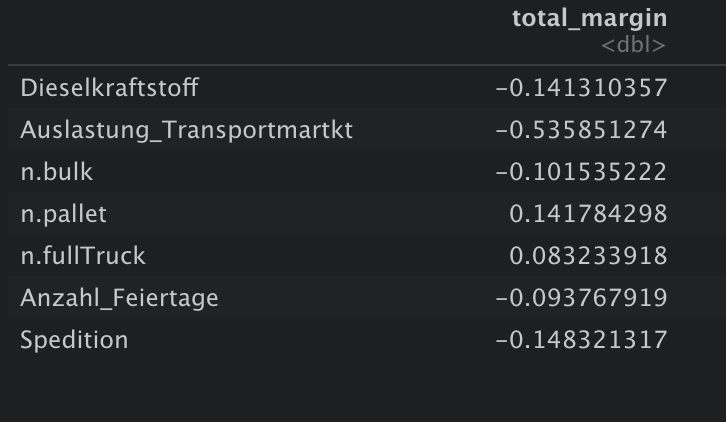 total_margin
<dbl>
Dieselkraftstoff -0.141310357
Auslastung_Transportmartkt -0.535851274
n.bulk -0.101535222
n.pallet 0.141784298
n.fullTruck 0.083233918
Anzahl_Feiertage -0.093767919
Spedition -0.148321317